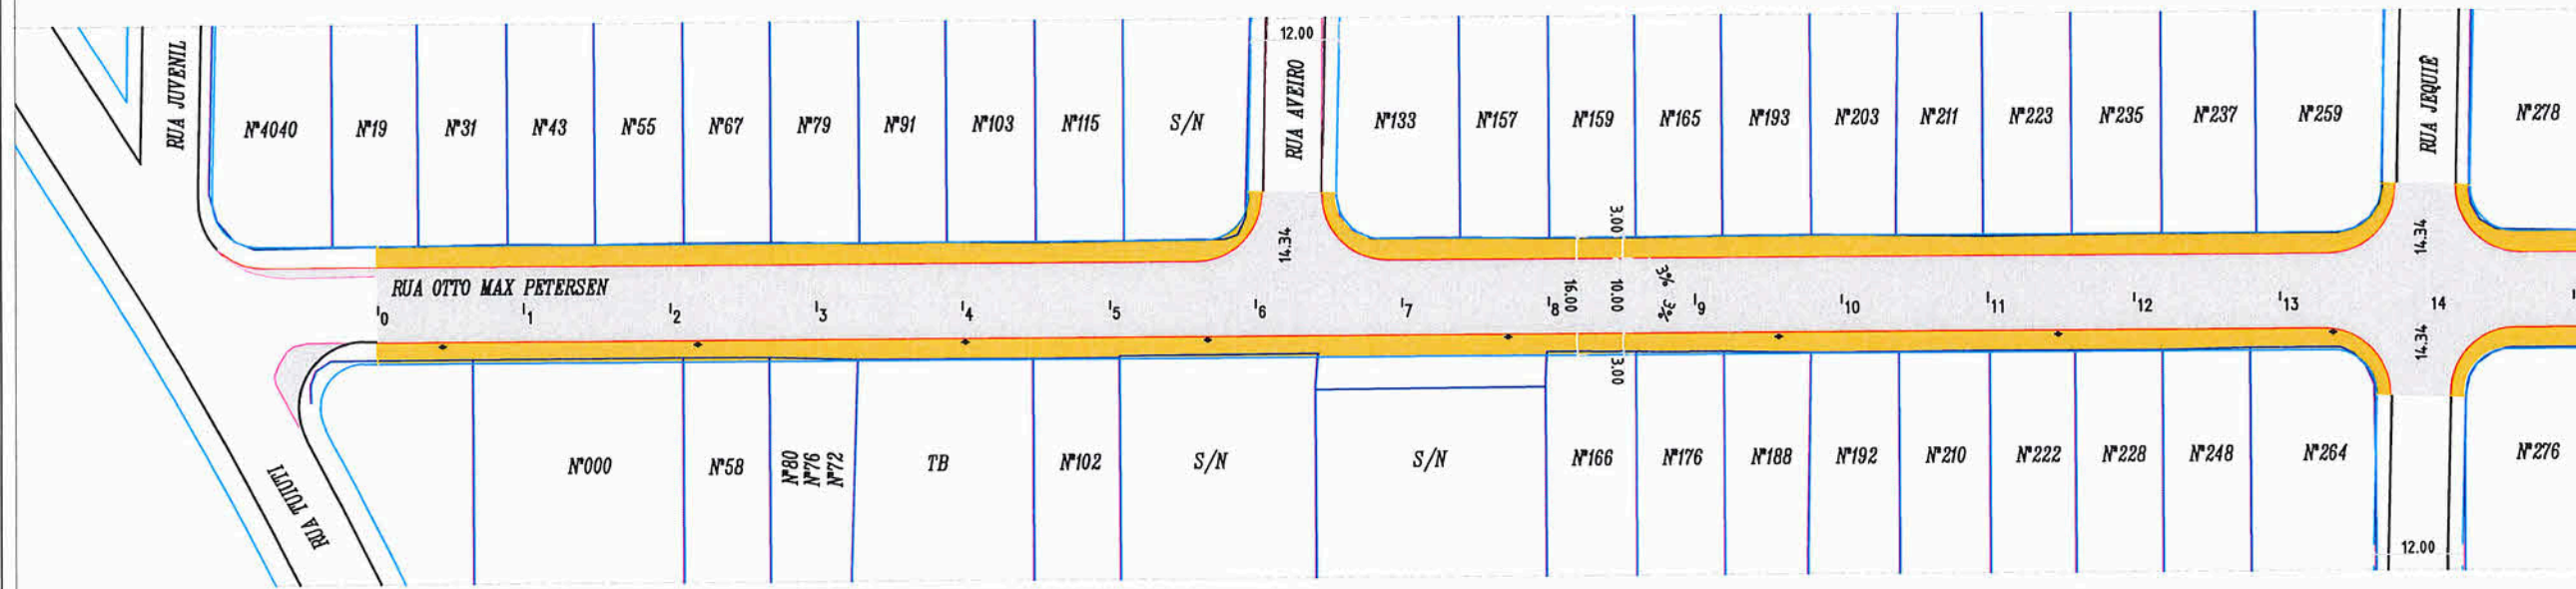 12.00
RUA JUVENIL
RUA AVEIRO
RUA JEQUIÉ
Nº4040 Nº19 Nº31 Nº43 Nº55 Nº67 Nº79 Nº91 Nº103 Nº115 S/N Nº133 Nº157 Nº159 Nº165 Nº193 Nº203 Nº211 Nº223 Nº235 Nº237 Nº259 Nº278
14.34
3.00
14.34
RUA OTTO MAX PETERSEN
16.00
10.00
3% 3%
0 1 2 3 4 5 6 7 8 9 10 11 12 13 14
14.34
3.00
Nº000 Nº58 Nº80 Nº76 Nº72 TB Nº102 S/N S/N Nº166 Nº176 Nº188 Nº192 Nº210 Nº222 Nº228 Nº248 Nº264 Nº276
RUA TUIUTI
12.00